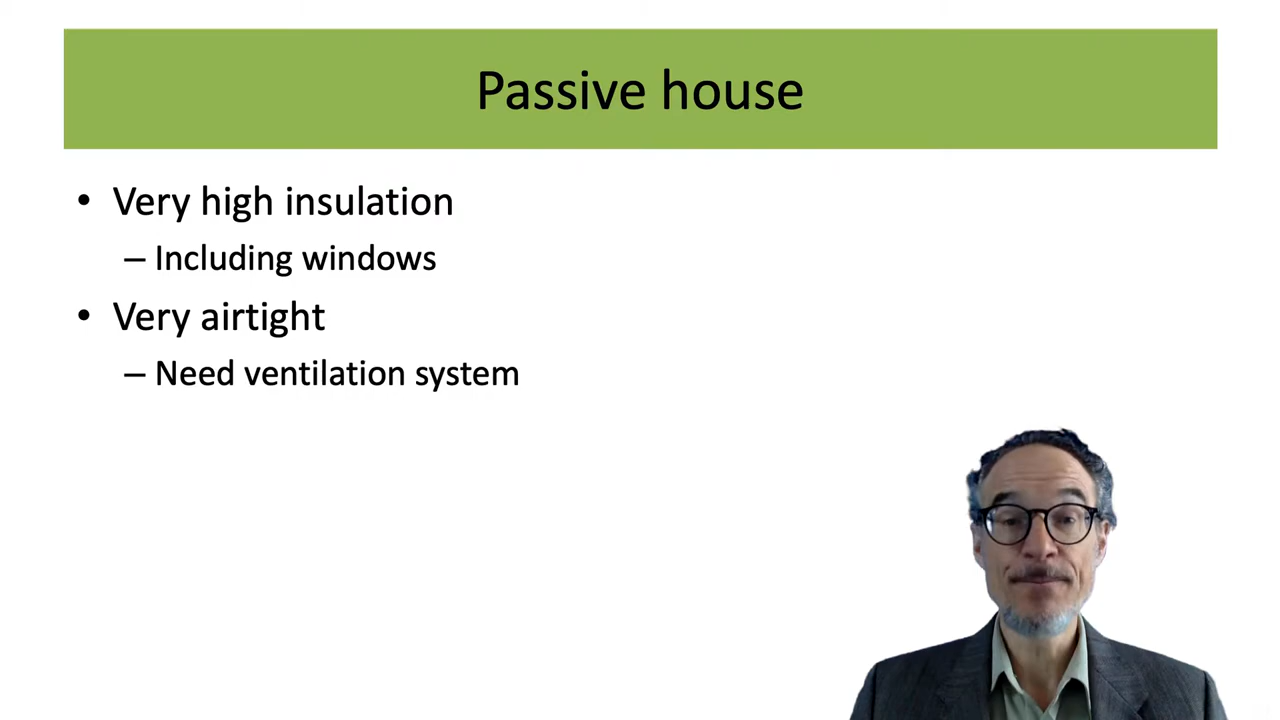 Passive house
• Very high insulation
– Including windows
• Very airtight
– Need ventilation system